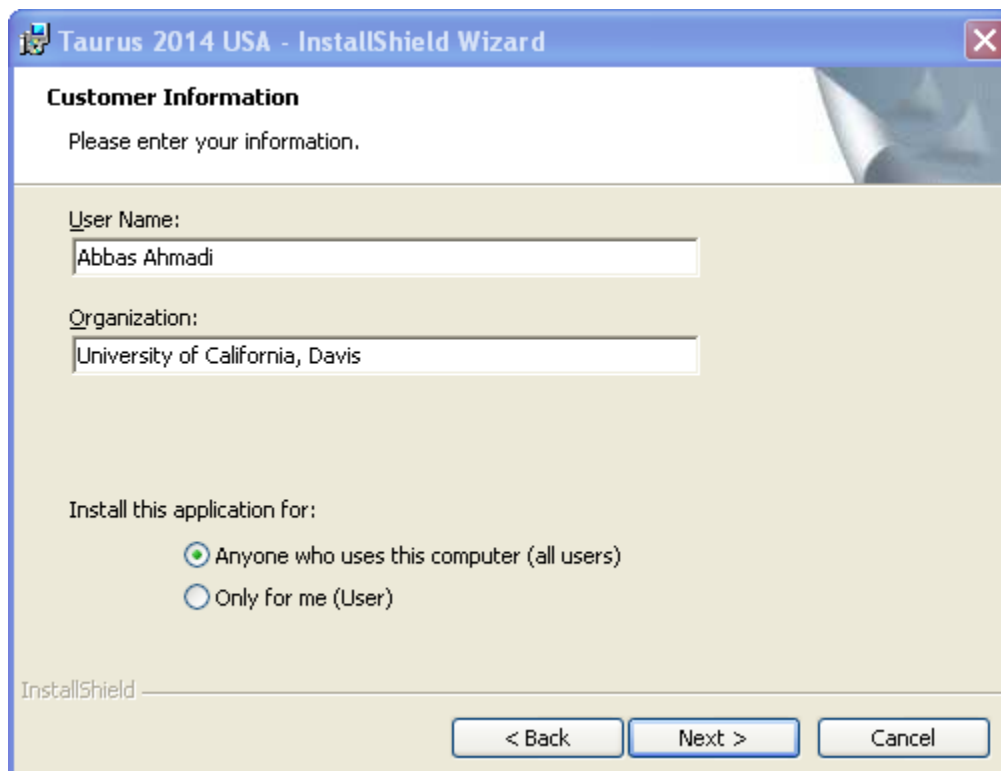 Taurus 2014 USA - InstallShield Wizard
Customer Information
Please enter your information.
User Name:
Abbas Ahmadi
Organization:
University of California, Davis
Install this application for:
Anyone who uses this computer (all users)
Only for me (User)
InstallShield
< Back Next > Cancel